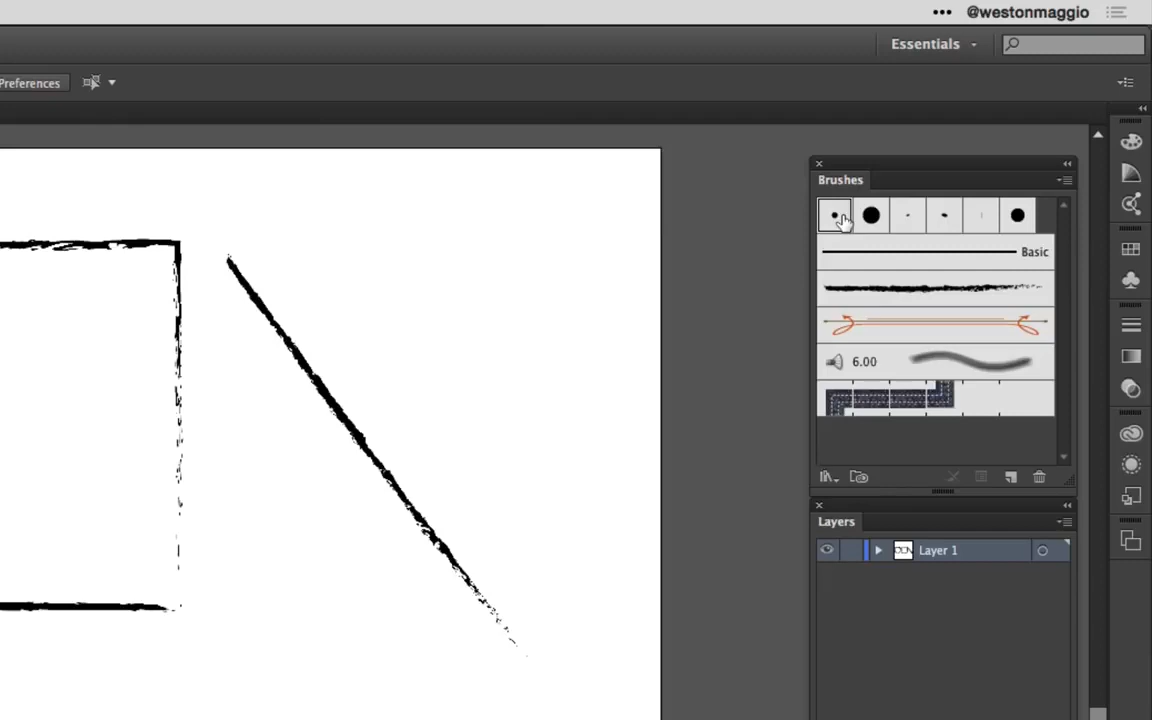 ••• @westonmaggio
Essentials
Preferences
Brushes
Basic
6.00
Layers
Layer 1